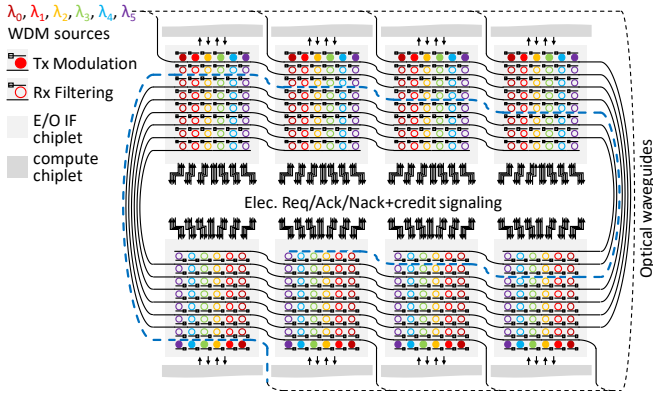 λ0, λ1, λ2, λ3, λ4, λ5
WDM sources
Tx Modulation
Rx Filtering
E/O IF
chiplet
compute
chiplet
Elec. Req/Ack/Nack+credit signaling
Optical waveguides